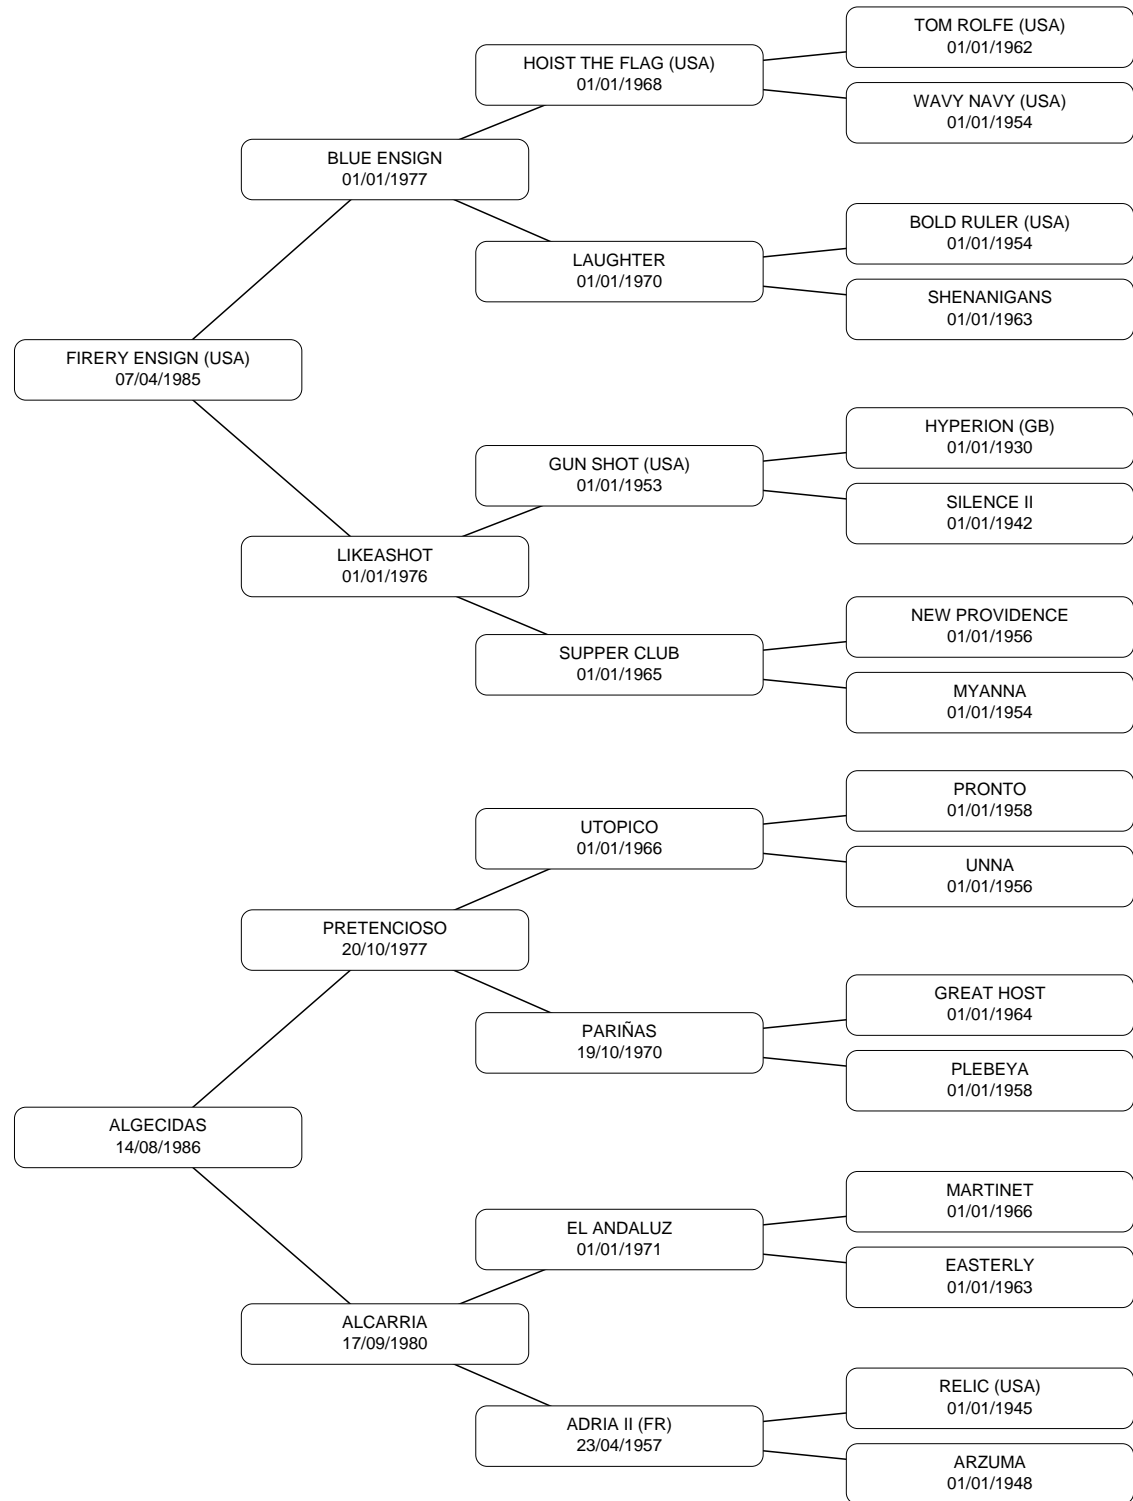 TOM ROLFE (USA)
01/01/1962
HOIST THE FLAG (USA)
01/01/1968
WAVY NAVY (USA)
01/01/1954
BLUE ENSIGN
01/01/1977
BOLD RULER (USA)
01/01/1954
LAUGHTER
01/01/1970
SHENANIGANS
01/01/1963
FIRERY ENSIGN (USA)
07/04/1985
HYPERION (GB)
01/01/1930
GUN SHOT (USA)
01/01/1953
SILENCE II
01/01/1942
LIKEASHOT
01/01/1976
NEW PROVIDENCE
01/01/1956
SUPPER CLUB
01/01/1965
MYANNA
01/01/1954
PRONTO
01/01/1958
UTOPICO
01/01/1966
UNNA
01/01/1956
PRETENCIOSO
20/10/1977
GREAT HOST
01/01/1964
PARIÑAS
19/10/1970
PLEBEYA
01/01/1958
ALGECIDAS
14/08/1986
MARTINET
01/01/1966
EL ANDALUZ
01/01/1971
EASTERLY
01/01/1963
ALCARRIA
17/09/1980
RELIC (USA)
01/01/1945
ADRIA II (FR)
23/04/1957
ARZUMA
01/01/1948